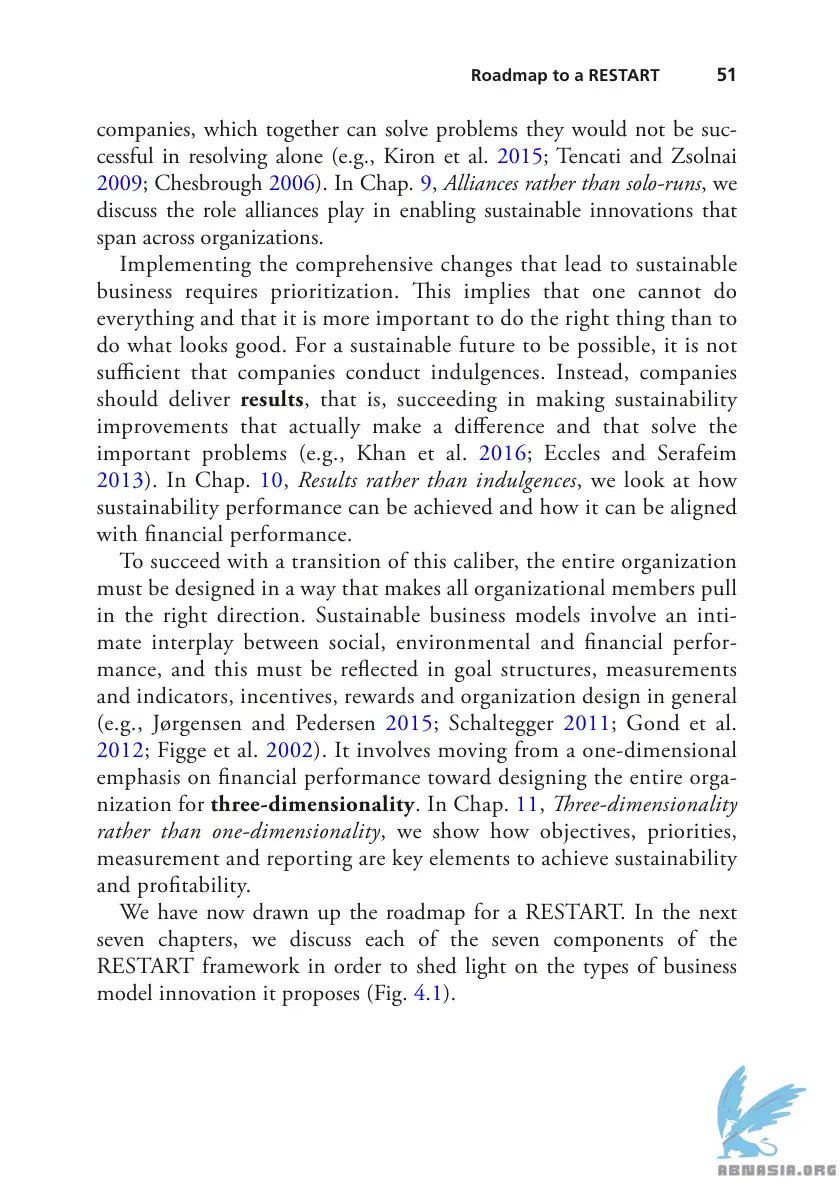 Roadmap to a RESTART 51
companies, which together can solve problems they would not be suc-
cessful in resolving alone (e.g., Kiron et al. 2015; Tencati and Zsolnai
2009; Chesbrough 2006). In Chap. 9, Alliances rather than solo-runs, we
discuss the role alliances play in enabling sustainable innovations that
span across organizations.
Implementing the comprehensive changes that lead to sustainable
business requires prioritization. This implies that one cannot do
everything and that it is more important to do the right thing than to
do what looks good. For a sustainable future to be possible, it is not
sufficient that companies conduct indulgences. Instead, companies
should deliver results, that is, succeeding in making sustainability
improvements that actually make a difference and that solve the
important problems (e.g., Khan et al. 2016; Eccles and Serafeim
2013). In Chap. 10, Results rather than indulgences, we look at how
sustainability performance can be achieved and how it can be aligned
with financial performance.
To succeed with a transition of this caliber, the entire organization
must be designed in a way that makes all organizational members pull
in the right direction. Sustainable business models involve an inti-
mate interplay between social, environmental and financial perfor-
mance, and this must be reflected in goal structures, measurements
and indicators, incentives, rewards and organization design in general
(e.g., Jørgensen and Pedersen 2015; Schaltegger 2011; Gond et al.
2012; Figge et al. 2002). It involves moving from a one-dimensional
emphasis on financial performance toward designing the entire orga-
nization for three-dimensionality. In Chap. 11, Three-dimensionality
rather than one-dimensionality, we show how objectives, priorities,
measurement and reporting are key elements to achieve sustainability
and profitability.
We have now drawn up the roadmap for a RESTART. In the next
seven chapters, we discuss each of the seven components of the
RESTART framework in order to shed light on the types of business
model innovation it proposes (Fig. 4.1).
ABNASIA.ORG